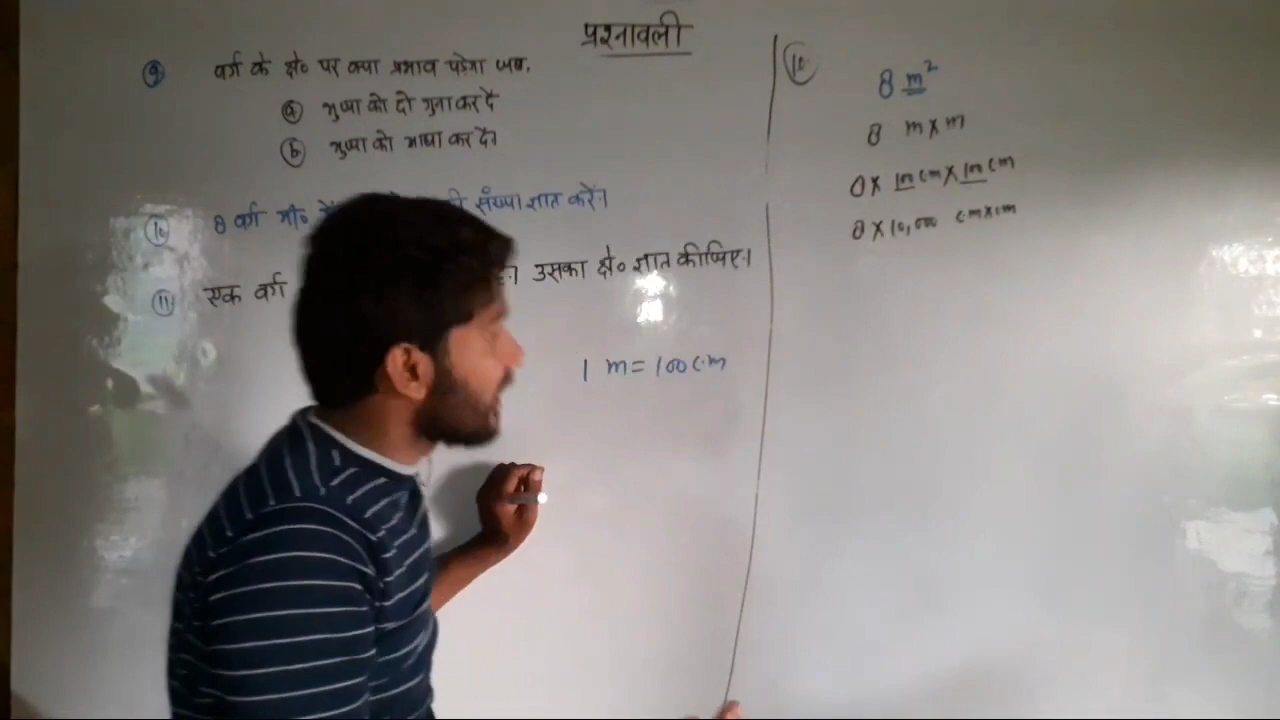 प्रश्नावली
9 वर्ग के क्षे० पर क्या प्रभाव पड़ेगा जब,
a भुजा को दो गुना कर दें
b. भुजा को आधा कर दें।
10 8 वर्ग मी० संख्या ज्ञात करें।
11 एक वर्ग उसका क्षे० ज्ञात कीजिए।
1 m = 100 c.m
10
8 m²
8 m x m
8 x 100 cm x 100 cm
8 x 10,000 cm x cm